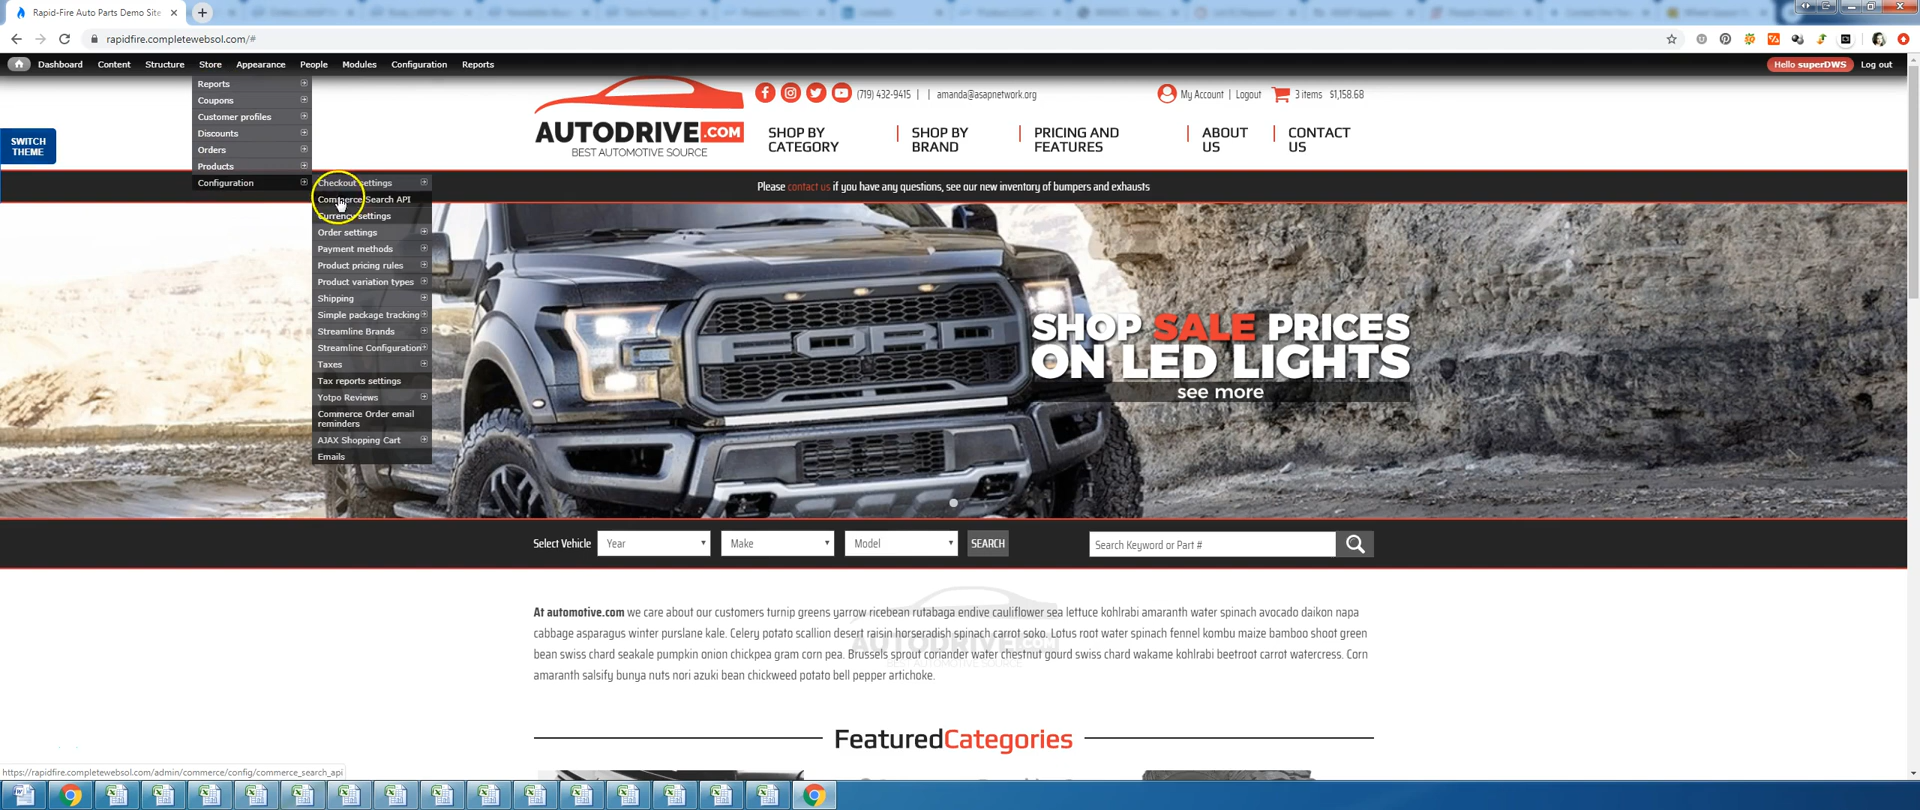 Rapid-Fire Auto Parts Demo Site
rapidfire.completewebsol.com/#
Dashboard Content Structure Store Appearance People Modules Configuration Reports
Hello superDWS Log out
Reports
Coupons
Customer profiles
Discounts
Orders
Products
Configuration
Checkout settings
Commerce Search API
Currency settings
Order settings
Payment methods
Product pricing rules
Product variation types
Shipping
Simple package tracking
Streamline Brands
Streamline Configuration
Taxes
Tax reports settings
Yotpo Reviews
Commerce Order email
reminders
AJAX Shopping Cart
Emails
SWITCH
THEME
AUTODRIVE.COM
BEST AUTOMOTIVE SOURCE
(719) 432-9415 | | amanda@asapnetwork.org
My Account | Logout 3 items $1,158.68
SHOP BY
CATEGORY
SHOP BY
BRAND
PRICING AND
FEATURES
ABOUT
US
CONTACT
US
Please contact us if you have any questions, see our new inventory of bumpers and exhausts
FORD
SHOP SALE PRICES
ON LED LIGHTS
see more
Select Vehicle Year Make Model SEARCH Search Keyword or Part #
At automotive.com we care about our customers turnip greens yarrow ricebean rutabaga endive cauliflower sea lettuce kohlrabi amaranth water spinach avocado daikon napa
cabbage asparagus winter purslane kale. Celery potato scallion desert raisin horseradish spinach carrot soko. Lotus root water spinach fennel kombu maize bamboo shoot green
bean swiss chard seakale pumpkin onion chickpea gram corn pea. Brussels sprout coriander water chestnut gourd swiss chard wakame kohlrabi beetroot carrot watercress. Corn
amaranth salsify bunya nuts nori azuki bean chickweed potato bell pepper artichoke.
AUTODRIVE.COM
BEST AUTOMOTIVE SOURCE
FeaturedCategories
https://rapidfire.completewebsol.com/admin/commerce/config/commerce_search_api